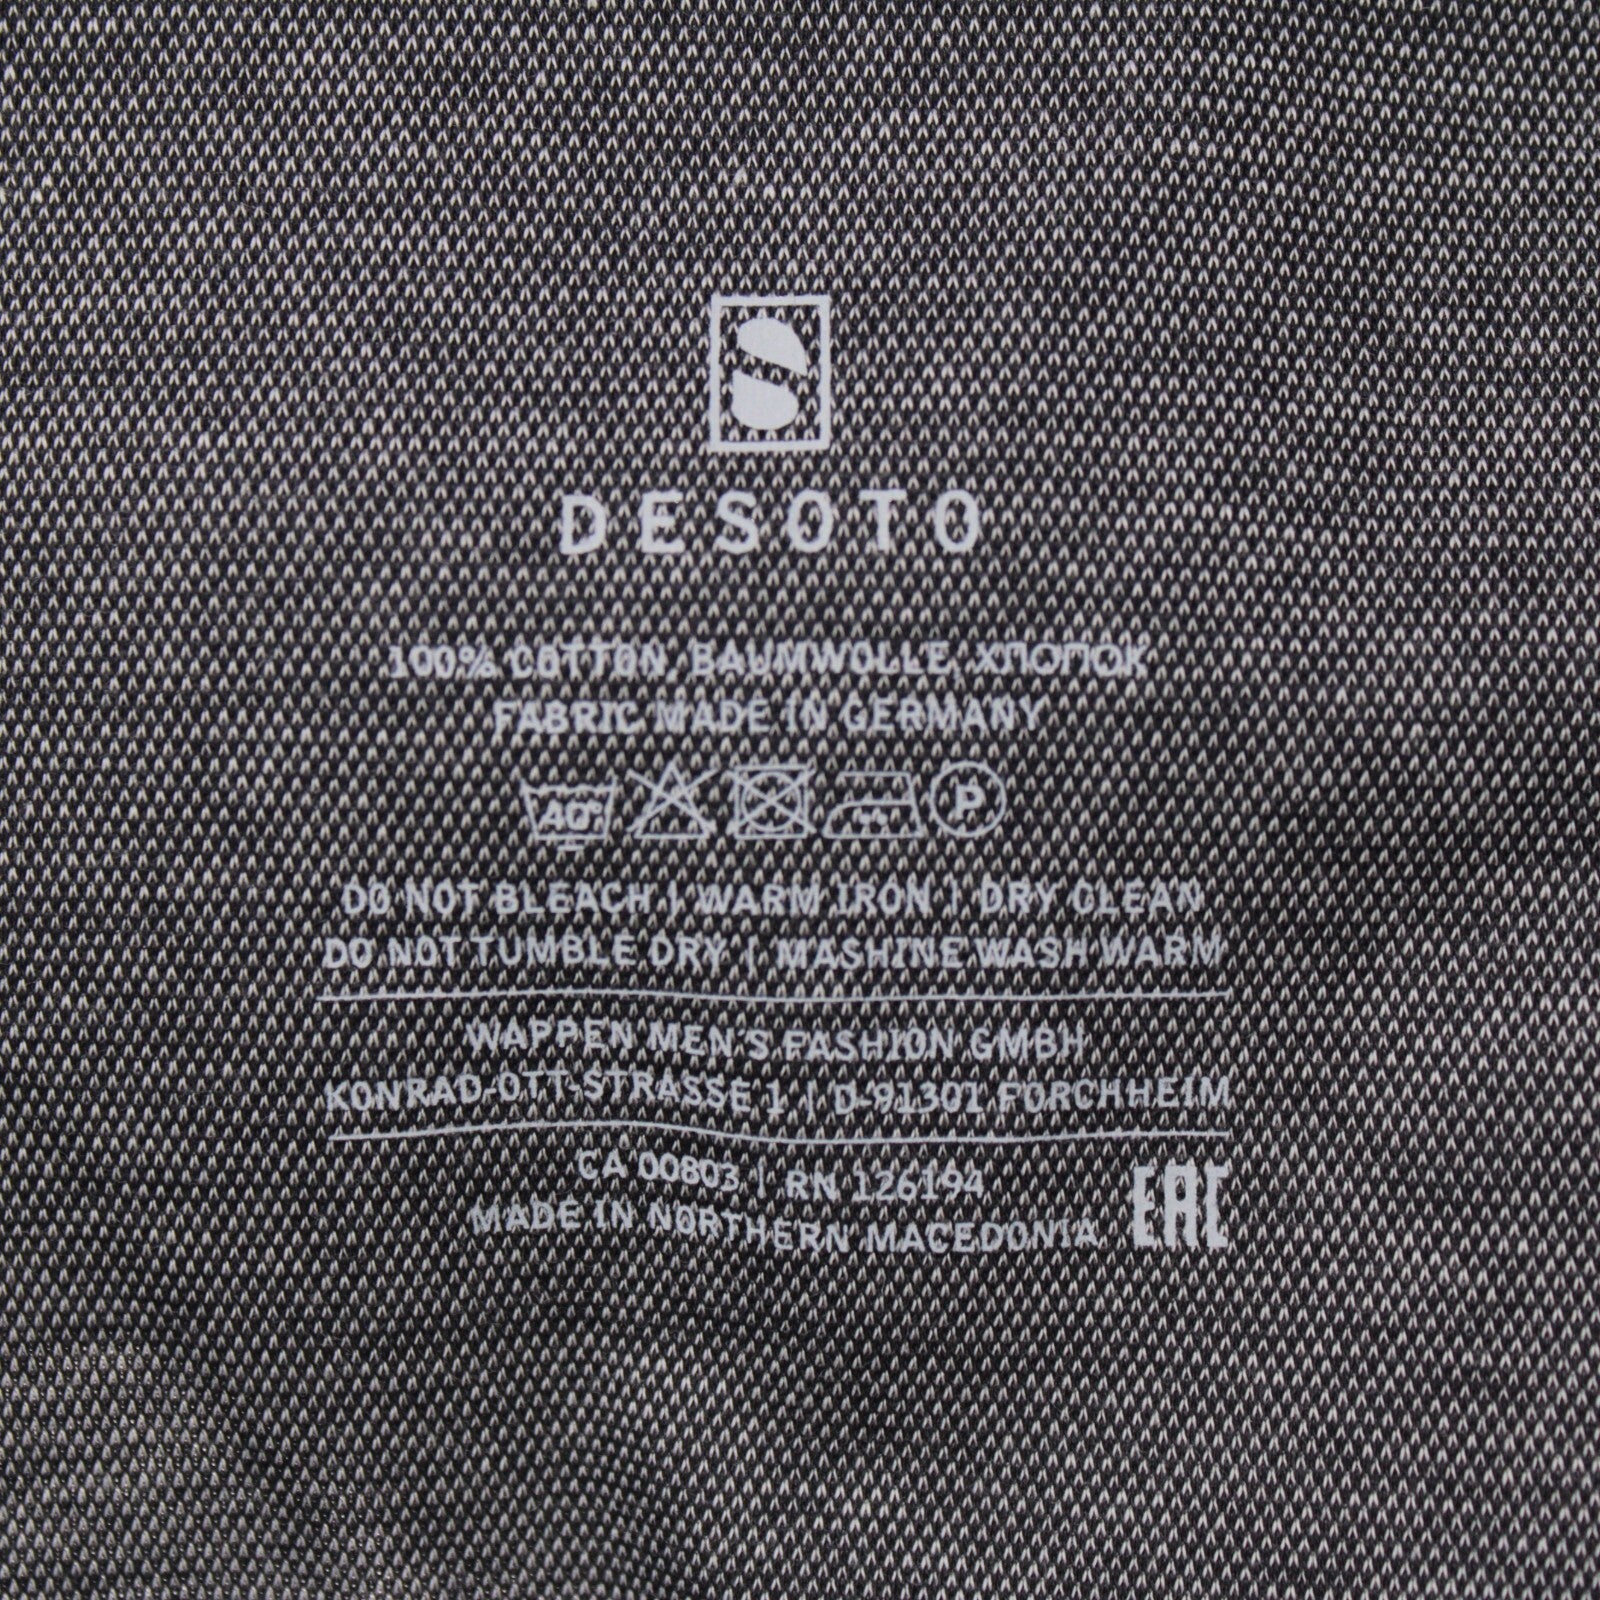 S
DESOTO
100% COTTON, BAUMWOLLE, ХЛОПОК
FABRIC MADE IN GERMANY
40° P
DO NOT BLEACH | WARM IRON | DRY CLEAN
DO NOT TUMBLE DRY | MASHINE WASH WARM
WAPPEN MEN'S FASHION GMBH
KONRAD-OTT-STRASSE 1 | D-91301 FORCHHEIM
CA 00803 | RN 126194
MADE IN NORTHERN MACEDONIA EAC